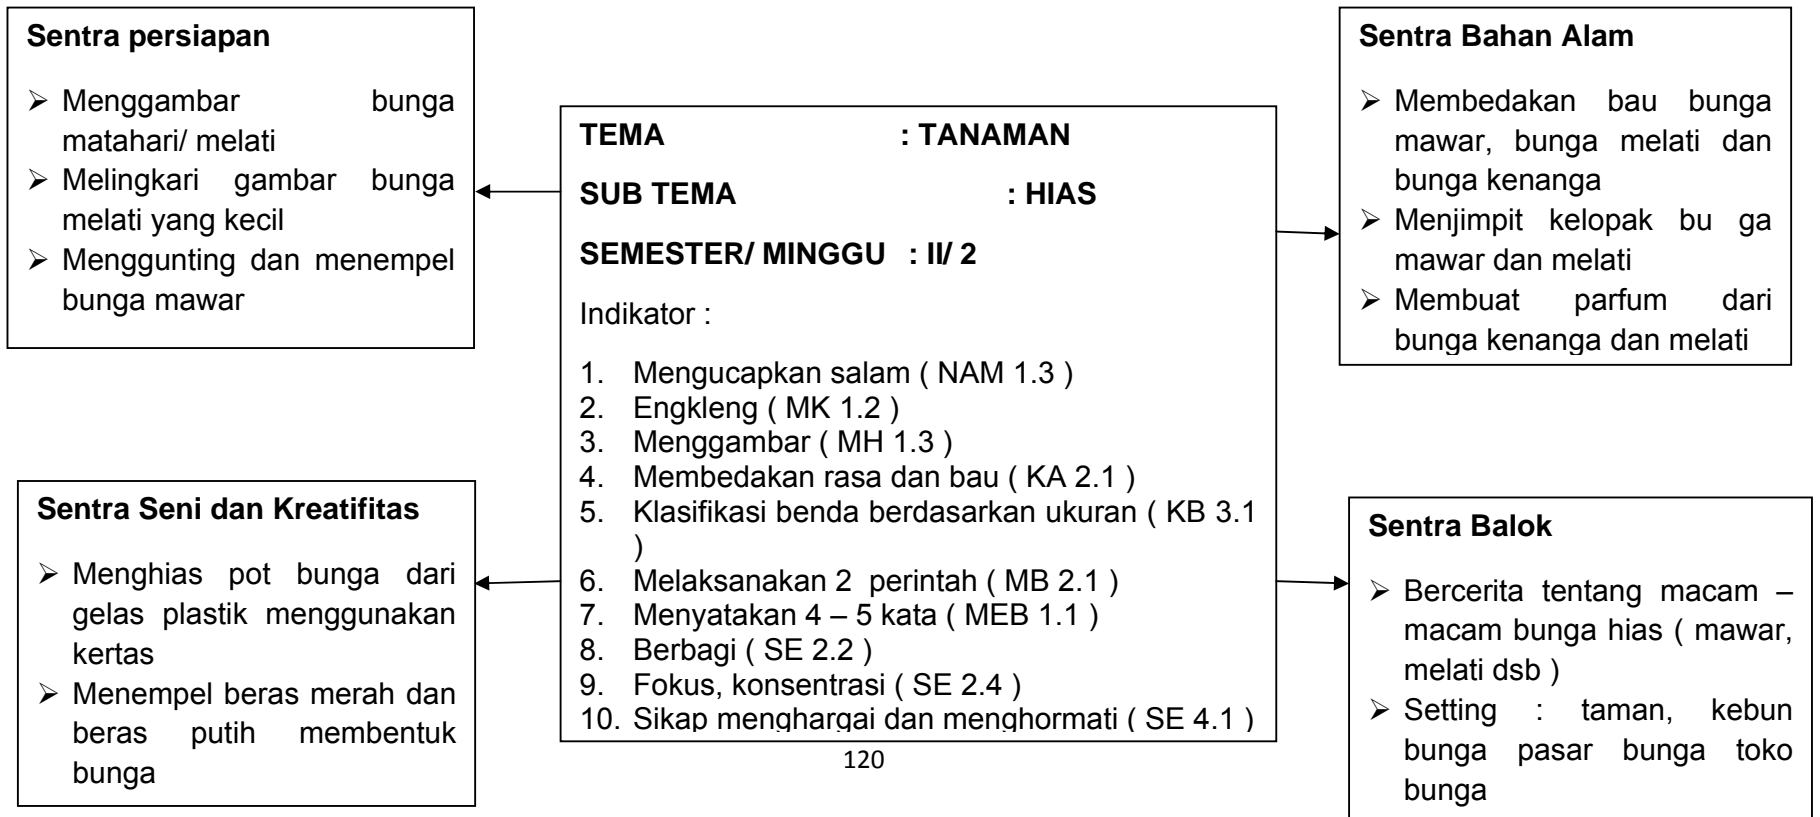 Sentra persiapan
➢ Menggambar bunga
matahari/ melati
➢ Melingkari gambar bunga
melati yang kecil
➢ Menggunting dan menempel
bunga mawar
Sentra Bahan Alam
➢ Membedakan bau bunga
mawar, bunga melati dan
bunga kenanga
➢ Menjimpit kelopak bu ga
mawar dan melati
➢ Membuat parfum dari
bunga kenanga dan melati
TEMA : TANAMAN
SUB TEMA : HIAS
SEMESTER/ MINGGU : II/ 2
Indikator :
1. Mengucapkan salam ( NAM 1.3 )
2. Engkleng ( MK 1.2 )
3. Menggambar ( MH 1.3 )
4. Membedakan rasa dan bau ( KA 2.1 )
5. Klasifikasi benda berdasarkan ukuran ( KB 3.1
)
6. Melaksanakan 2 perintah ( MB 2.1 )
7. Menyatakan 4 – 5 kata ( MEB 1.1 )
8. Berbagi ( SE 2.2 )
9. Fokus, konsentrasi ( SE 2.4 )
10. Sikap menghargai dan menghormati ( SE 4.1 )
Sentra Seni dan Kreatifitas
➢ Menghias pot bunga dari
gelas plastik menggunakan
kertas
➢ Menempel beras merah dan
beras putih membentuk
bunga
Sentra Balok
➢ Bercerita tentang macam –
macam bunga hias ( mawar,
melati dsb )
➢ Setting : taman, kebun
bunga pasar bunga toko
bunga
120